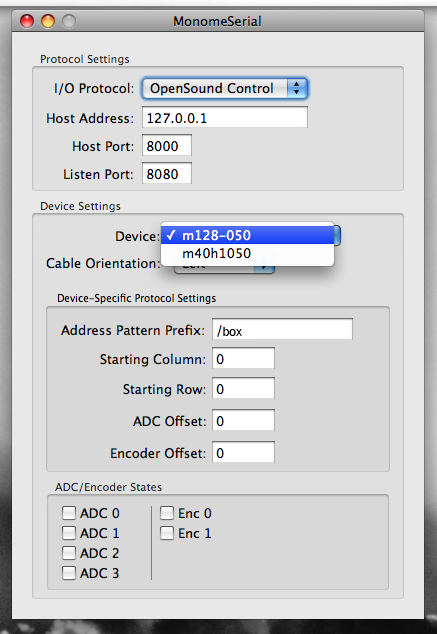 MonomeSerial
Protocol Settings
I/O Protocol: OpenSound Control
Host Address: 127.0.0.1
Host Port: 8000
Listen Port: 8080
Device Settings
Device: ✓ m128-050
m40h1050
Cable Orientation: Left
Device-Specific Protocol Settings
Address Pattern Prefix: /box
Starting Column: 0
Starting Row: 0
ADC Offset: 0
Encoder Offset: 0
ADC/Encoder States
ADC 0 Enc 0
ADC 1 Enc 1
ADC 2
ADC 3